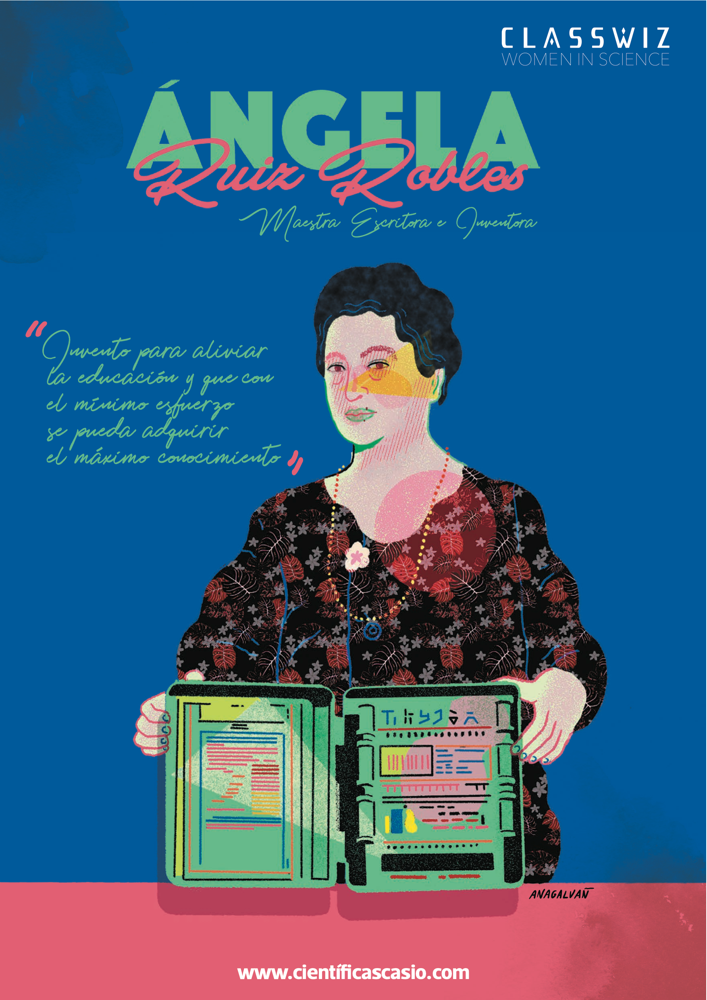 CLASSWIZ
WOMEN IN SCIENCE
ÁNGELA
Ruiz Robles
Maestra Escritora e Inventora
“Invento para aliviar
la educación y que con
el mínimo esfuerzo
se pueda adquirir
el máximo conocimiento”
ANAGALVAÑ
www.científicascasio.com